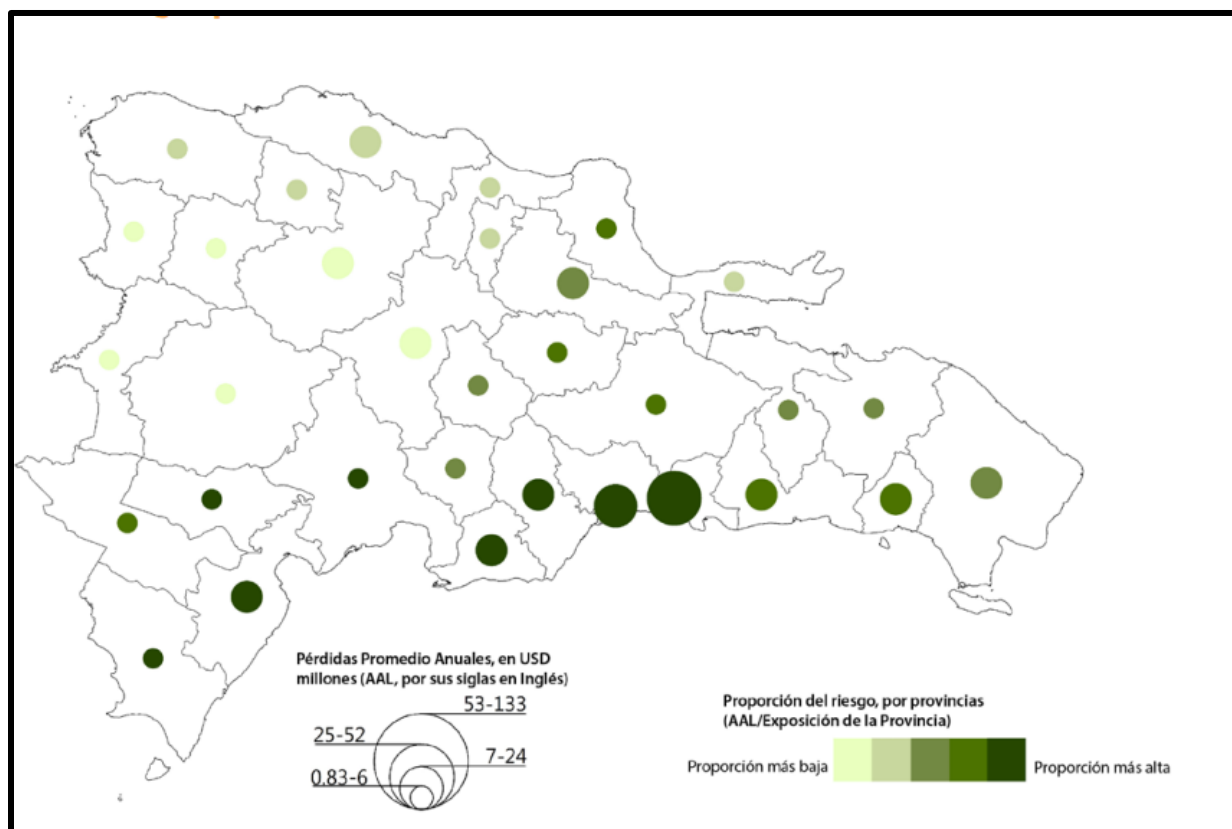 Pérdidas Promedio Anuales, en USD
millones (AAL, por sus siglas en Inglés)
53-133
25-52
7-24
0.83-6
Proporción del riesgo, por provincias
(AAL/Exposición de la Provincia)
Proporción más baja
Proporción más alta